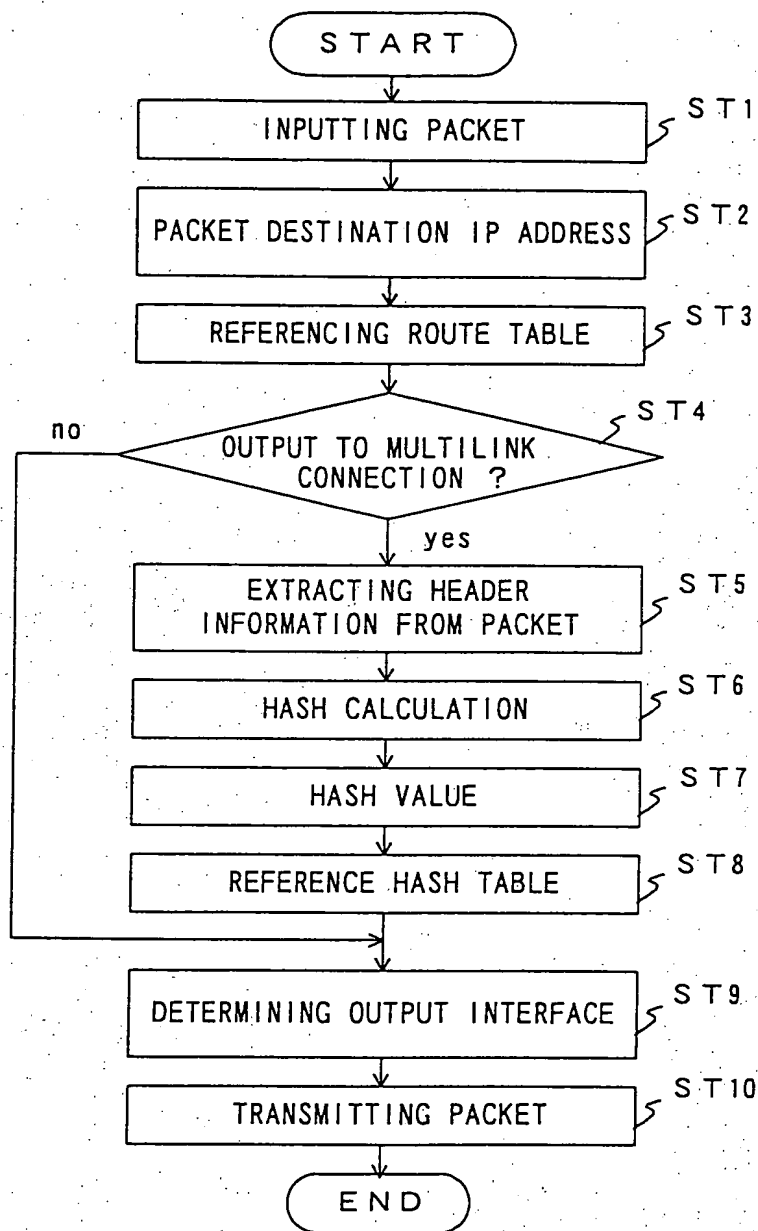 START
INPUTTING PACKET
ST1
PACKET DESTINATION IP ADDRESS
ST2
REFERENCING ROUTE TABLE
ST3
OUTPUT TO MULTILINK
CONNECTION ?
ST4
no
yes
EXTRACTING HEADER
INFORMATION FROM PACKET
ST5
HASH CALCULATION
ST6
HASH VALUE
ST7
REFERENCE HASH TABLE
ST8
DETERMINING OUTPUT INTERFACE
ST9
TRANSMITTING PACKET
ST10
END